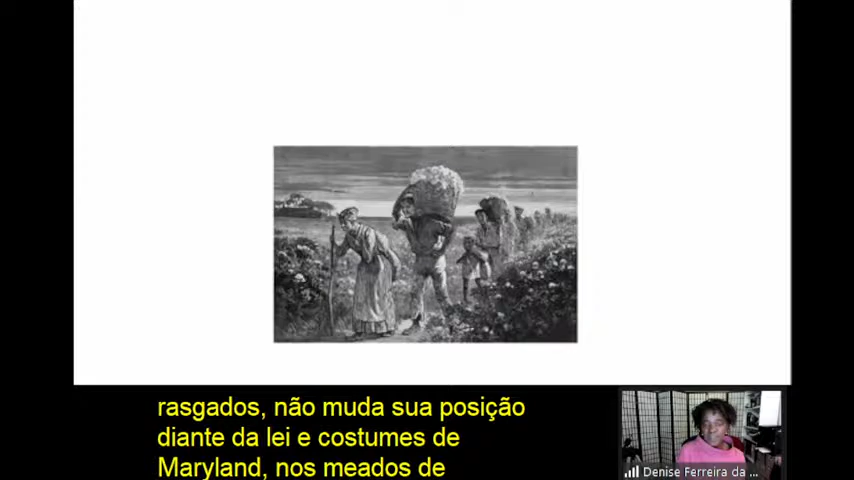 rasgados, não muda sua posição
diante da lei e costumes de
Maryland, nos meados de
Denise Ferreira da ...